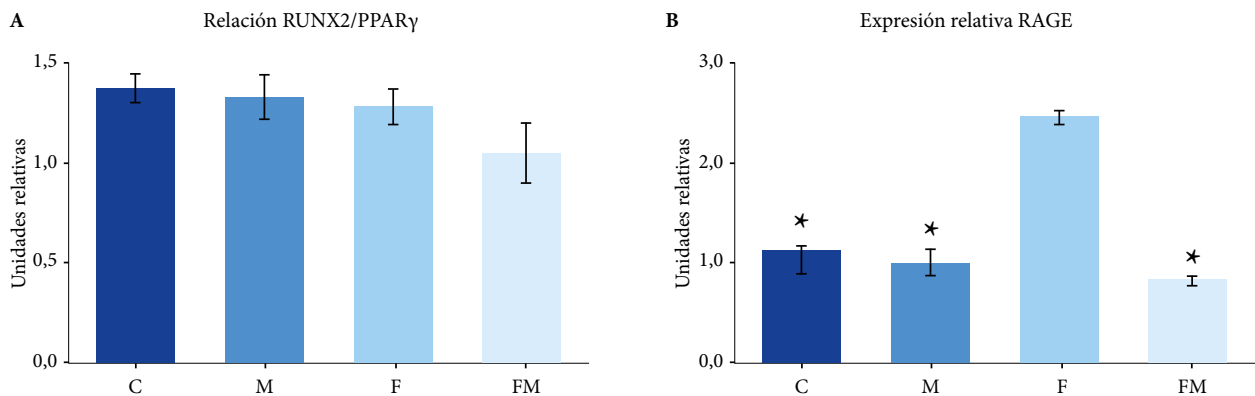 A
Relación RUNX2/PPARγ
Unidades relativas
1,5
1,0
0,5
0,0
C M F FM
B
Expresión relativa RAGE
Unidades relativas
3,0
2,0
1,0
0,0
* * *
C M F FM